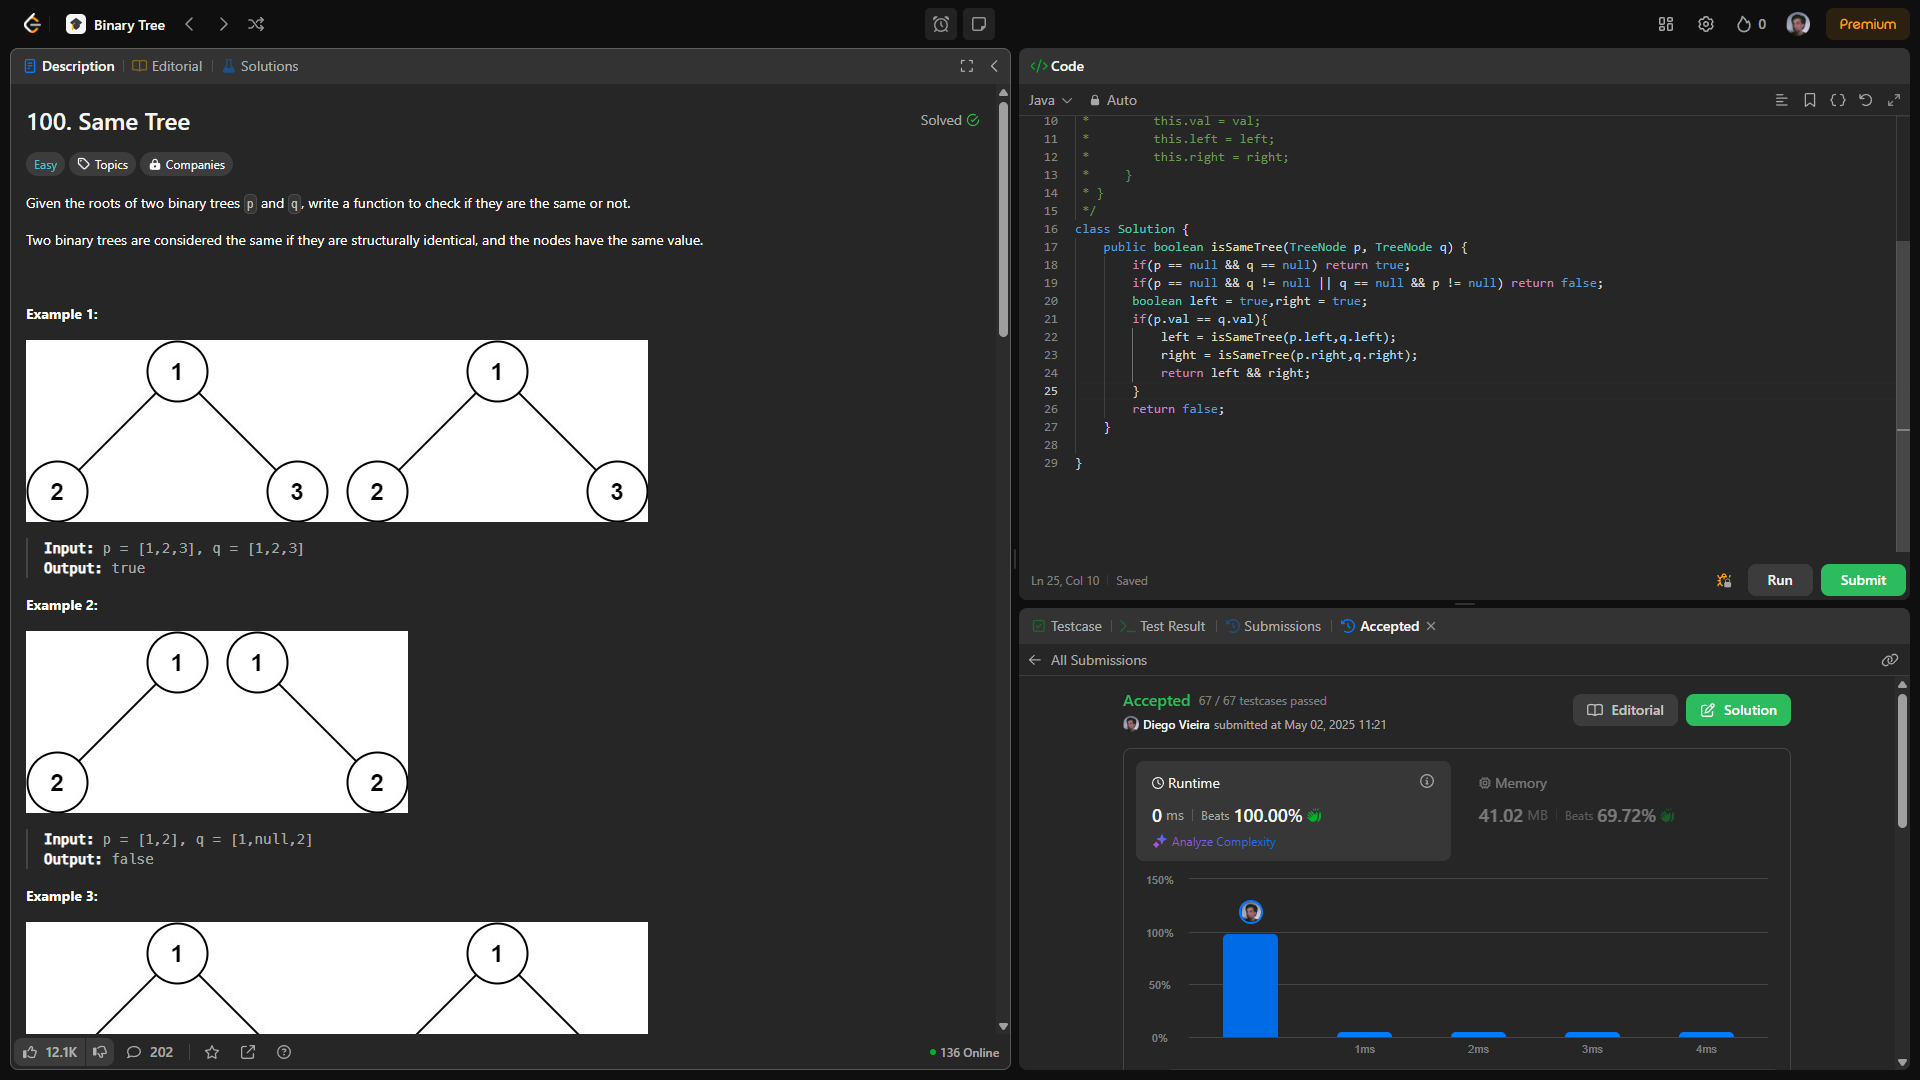 Binary Tree
0
Premium
Description
Editorial
Solutions
100. Same Tree
Solved
Easy
Topics
Companies
Given the roots of two binary trees p and q, write a function to check if they are the same or not.
Two binary trees are considered the same if they are structurally identical, and the nodes have the same value.
Example 1:
1
1
2
3
2
3
Input: p = [1,2,3], q = [1,2,3]
Output: true
Example 2:
1
1
2
2
Input: p = [1,2], q = [1,null,2]
Output: false
Example 3:
1
1
12.1K
202
136 Online
</> Code
Java
Auto
10 * this.val = val;
11 * this.left = left;
12 * this.right = right;
13 * }
14 * }
15 */
16 class Solution {
17 public boolean isSameTree(TreeNode p, TreeNode q) {
18 if(p == null && q == null) return true;
19 if(p == null && q != null || q == null && p != null) return false;
20 boolean left = true,right = true;
21 if(p.val == q.val){
22 left = isSameTree(p.left,q.left);
23 right = isSameTree(p.right,q.right);
24 return left && right;
25 }
26 return false;
27 }
28
29 }
Ln 25, Col 10
Saved
Run
Submit
Testcase
Test Result
Submissions
Accepted
All Submissions
Accepted 67 / 67 testcases passed
Diego Vieira submitted at May 02, 2025 11:21
Editorial
Solution
Runtime
0 ms Beats 100.00%
Analyze Complexity
Memory
41.02 MB Beats 69.72%
150%
100%
50%
0%
1ms
2ms
3ms
4ms